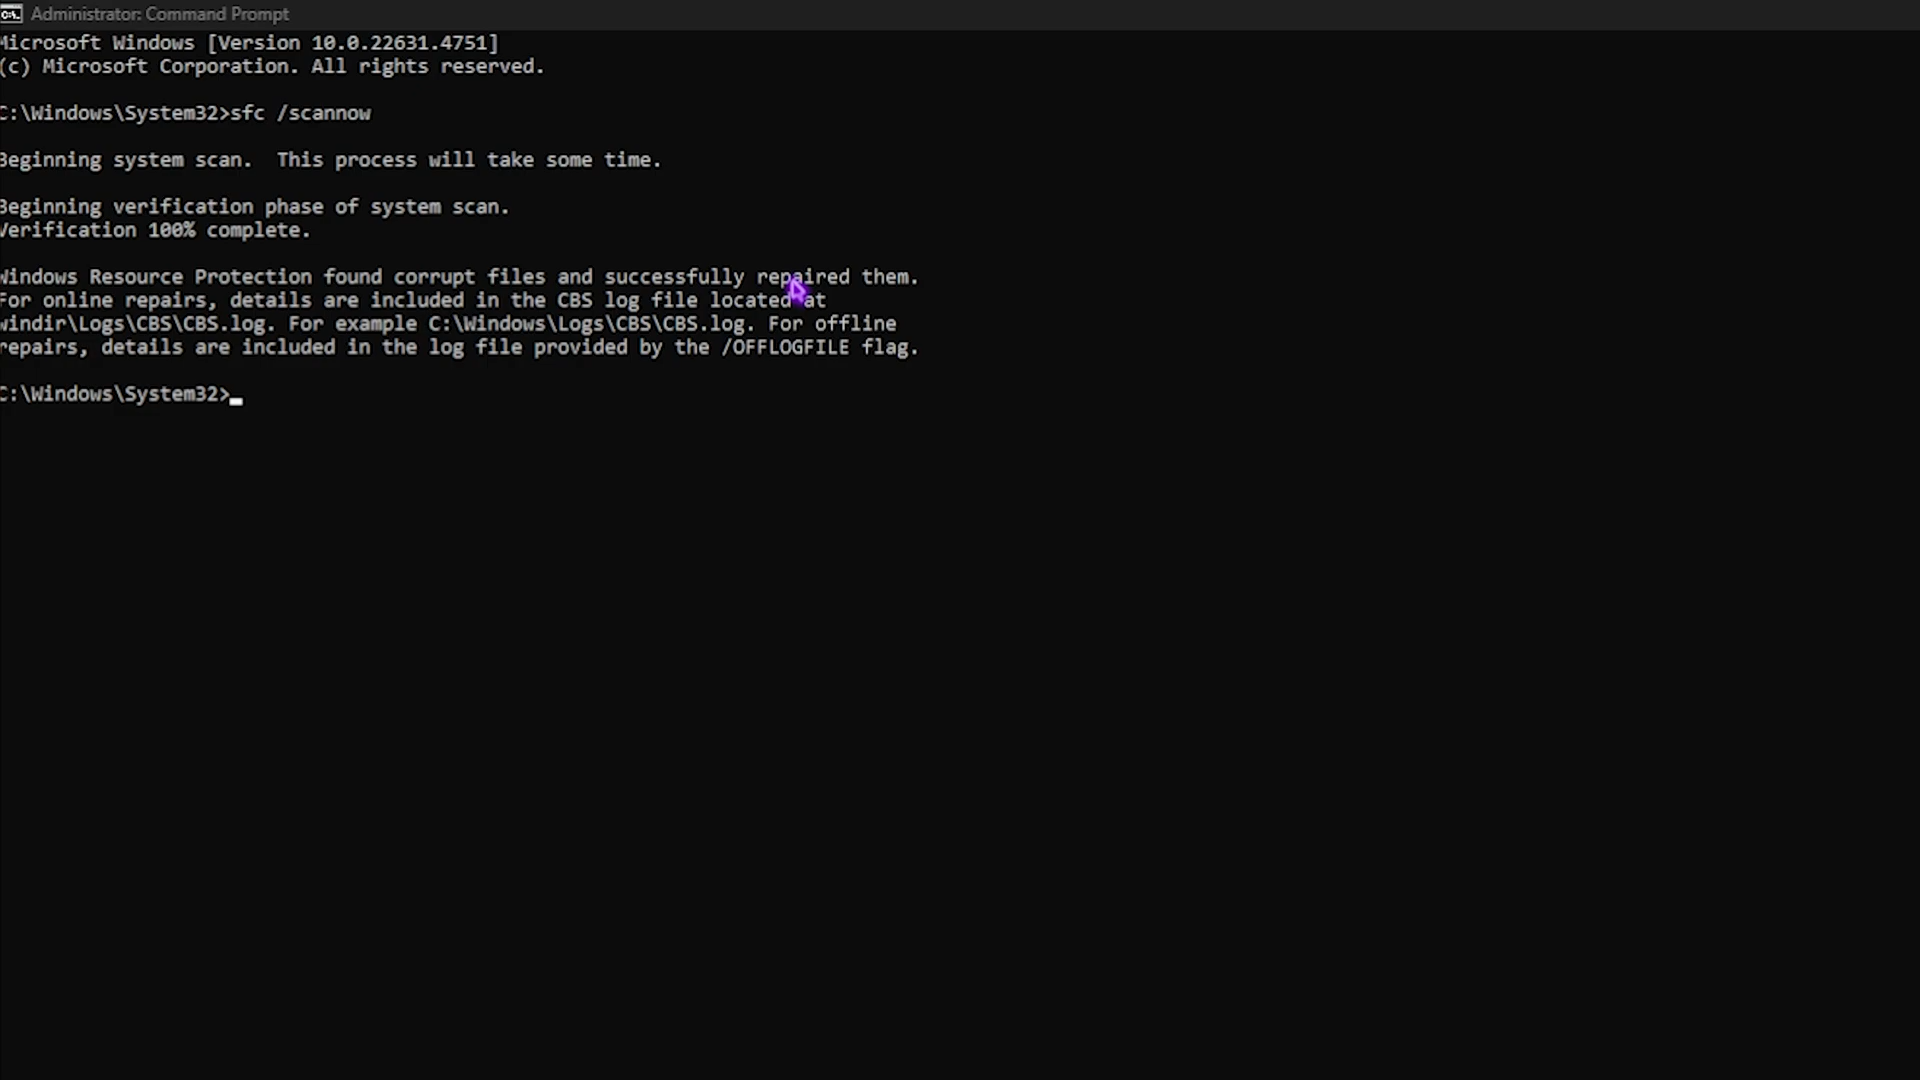 Administrator: Command Prompt
Microsoft Windows [Version 10.0.22631.4751]
(c) Microsoft Corporation. All rights reserved.
C:\Windows\System32>sfc /scannow
Beginning system scan.  This process will take some time.
Beginning verification phase of system scan.
Verification 100% complete.
Windows Resource Protection found corrupt files and successfully repaired them.
For online repairs, details are included in the CBS log file located at
windir\Logs\CBS\CBS.log. For example C:\Windows\Logs\CBS\CBS.log. For offline
repairs, details are included in the log file provided by the /OFFLOGFILE flag.
C:\Windows\System32>